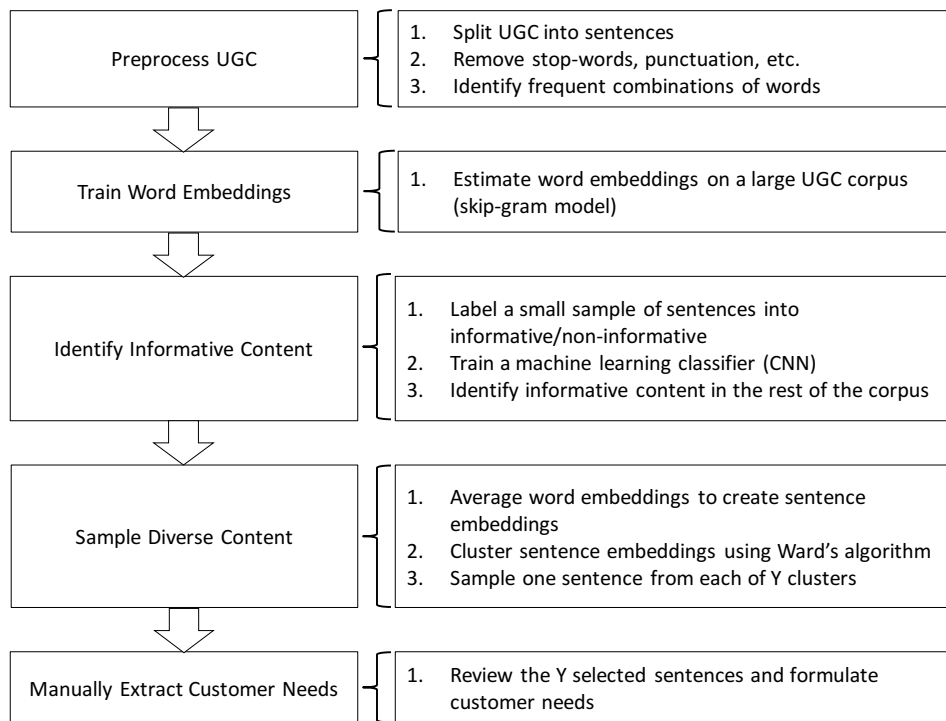 Preprocess UGC
1. Split UGC into sentences
2. Remove stop-words, punctuation, etc.
3. Identify frequent combinations of words
Train Word Embeddings
1. Estimate word embeddings on a large UGC corpus
(skip-gram model)
Identify Informative Content
1. Label a small sample of sentences into
informative/non-informative
2. Train a machine learning classifier (CNN)
3. Identify informative content in the rest of the corpus
Sample Diverse Content
1. Average word embeddings to create sentence
embeddings
2. Cluster sentence embeddings using Ward's algorithm
3. Sample one sentence from each of Y clusters
Manually Extract Customer Needs
1. Review the Y selected sentences and formulate
customer needs